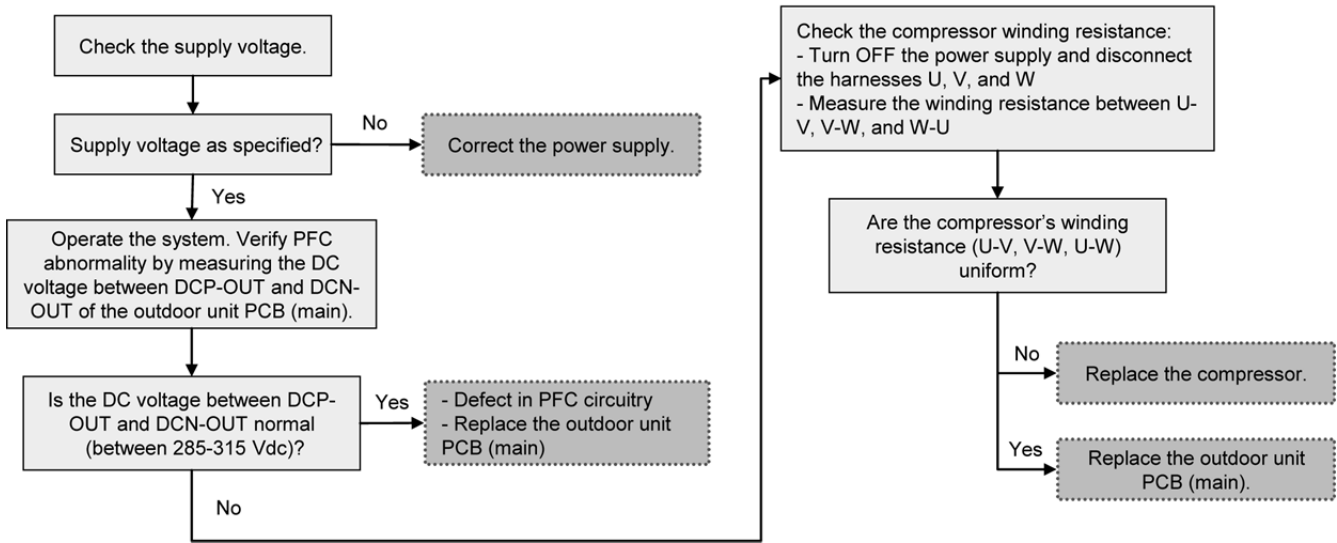 Check the supply voltage.
Supply voltage as specified?
No
Correct the power supply.
Yes
Operate the system. Verify PFC
abnormality by measuring the DC
voltage between DCP-OUT and DCN-
OUT of the outdoor unit PCB (main).
Is the DC voltage between DCP-
OUT and DCN-OUT normal
(between 285-315 Vdc)?
Yes
- Defect in PFC circuitry
- Replace the outdoor unit
PCB (main)
No
Check the compressor winding resistance:
- Turn OFF the power supply and disconnect
the harnesses U, V, and W
- Measure the winding resistance between U-
V, V-W, and W-U
Are the compressor's winding
resistance (U-V, V-W, U-W)
uniform?
No
Replace the compressor.
Yes
Replace the outdoor unit
PCB (main).